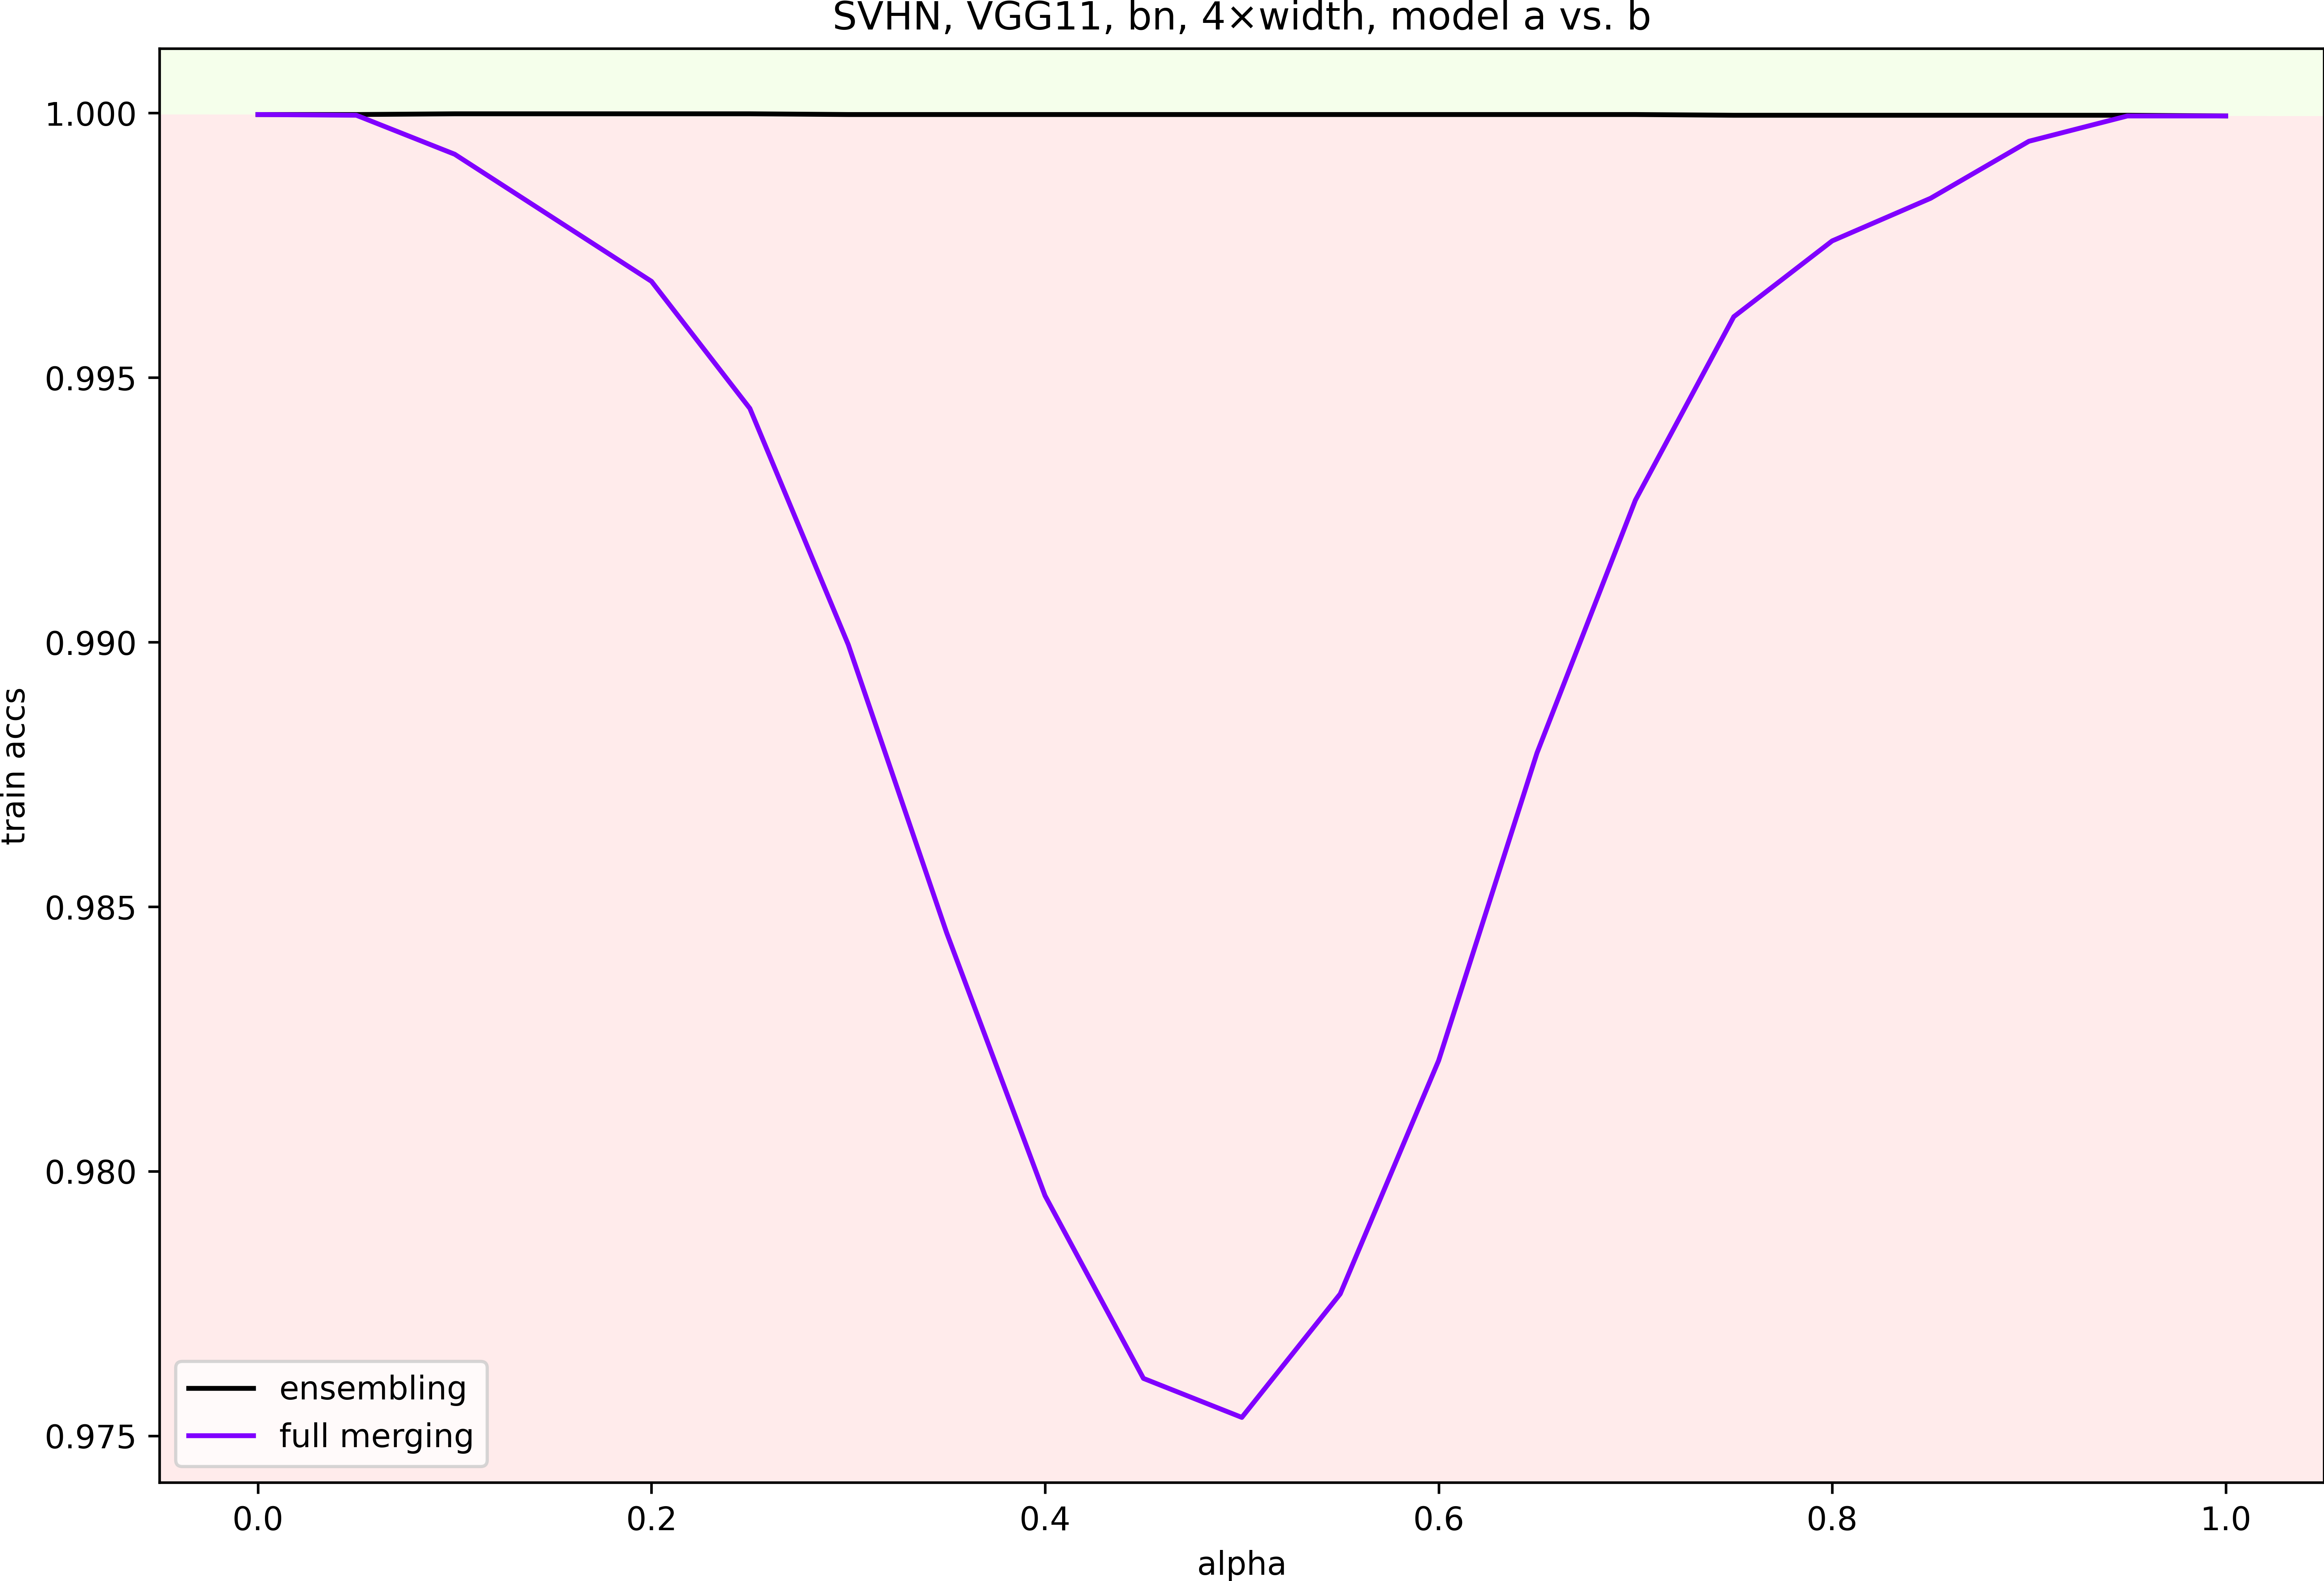 SVHN, VGG11, bn, 4×width, model a vs. b
1.000
0.995
0.990
0.985
0.980
0.975
train accs
ensembling
full merging
0.0
0.2
0.4
0.6
0.8
1.0
alpha